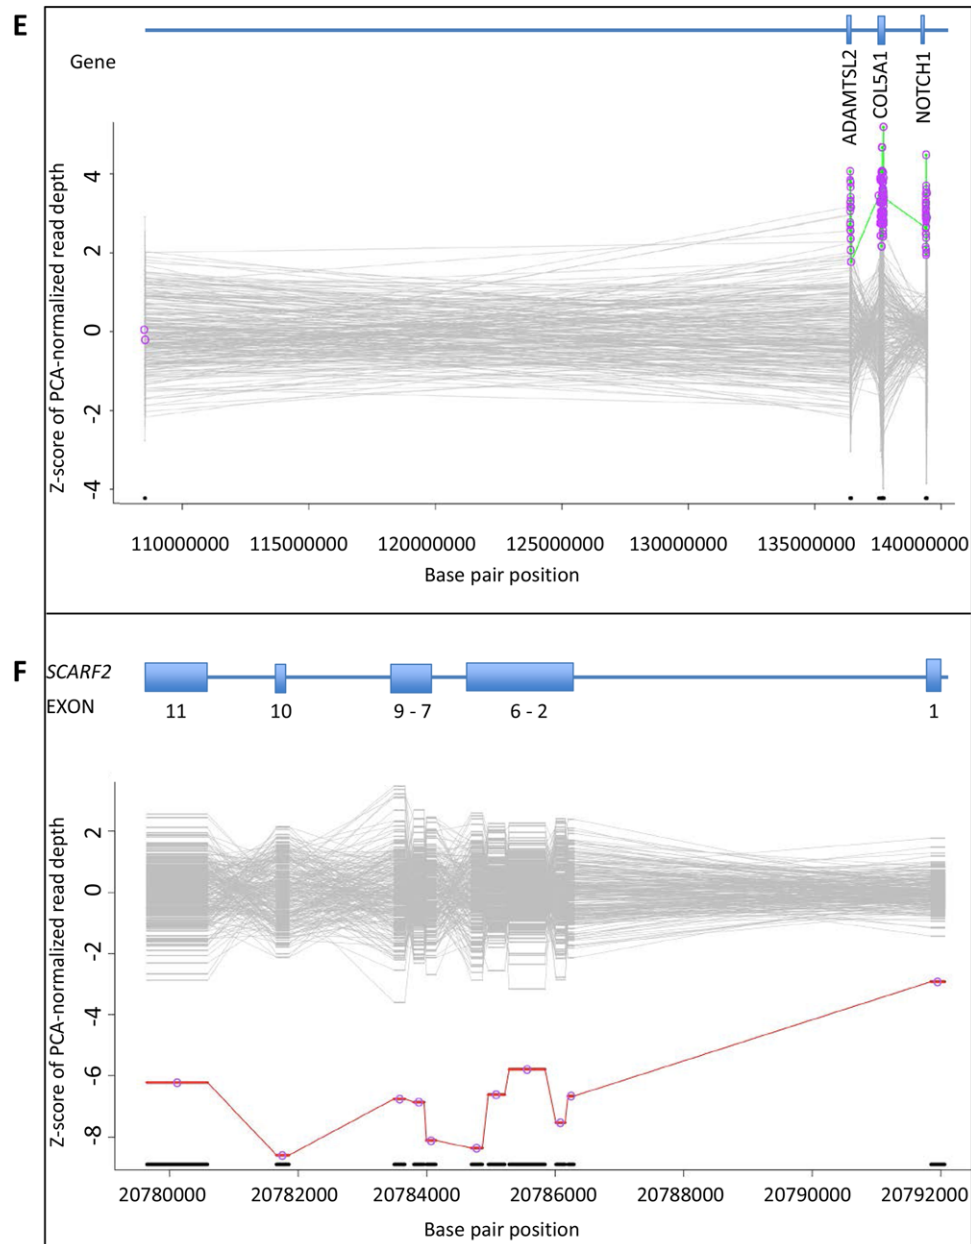 E
Gene
ADAMTSL2
COL5A1
NOTCH1
Z-score of PCA-normalized read depth
4
2
0
-2
-4
110000000 115000000 120000000 125000000 130000000 135000000 140000000
Base pair position
F
SCARF2
EXON
11 10 9 - 7 6 - 2 1
Z-score of PCA-normalized read depth
2
0
2
-4
-6
-8
20780000 20782000 20784000 20786000 20788000 20790000 20792000
Base pair position